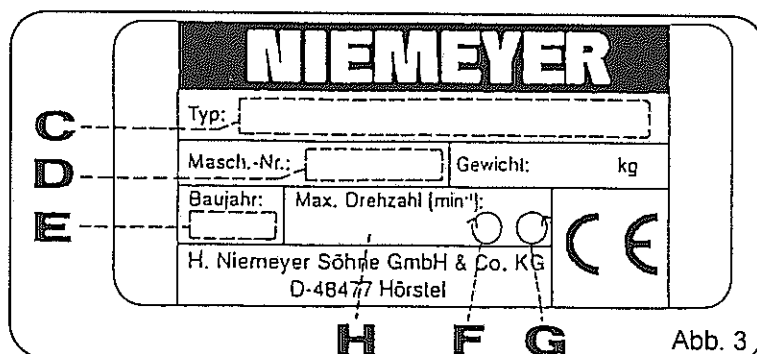 NIEMEYER
C
Typ:
D
Masch.-Nr.: Gewicht: kg
E
Baujahr: Max. Drehzahl (min⁻¹):
H. Niemeyer Söhne GmbH & Co. KG
D-48477 Hörstel
CE
H F G Abb. 3